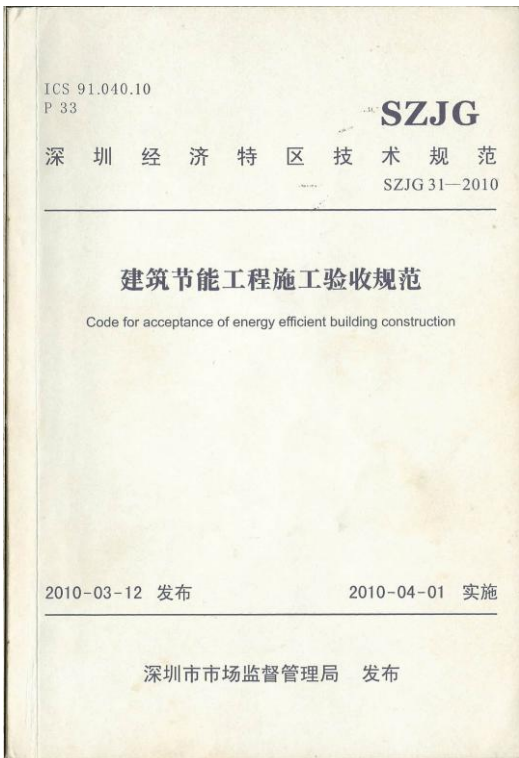 ICS 91.040.10
P 33
SZJG
深圳经济特区技术规范
SZJG 31—2010
建筑节能工程施工验收规范
Code for acceptance of energy efficient building construction
2010-03-12 发布
2010-04-01 实施
深圳市市场监督管理局 发布